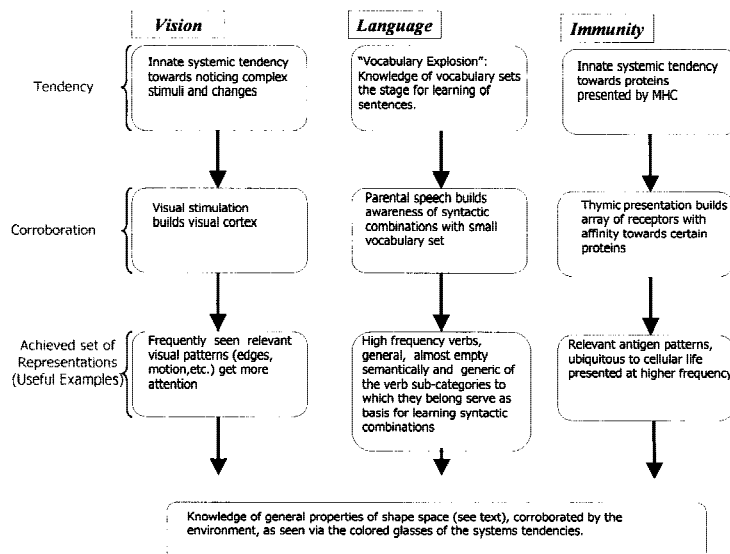 Vision
Language
Immunity
Tendency
Innate systemic tendency
towards noticing complex
stimuli and changes
"Vocabulary Explosion":
Knowledge of vocabulary sets
the stage for learning of
sentences.
Innate systemic tendency
towards proteins
presented by MHC
Corroboration
Visual stimulation
builds visual cortex
Parental speech builds
awareness of syntactic
combinations with small
vocabulary set
Thymic presentation builds
array of receptors with
affinity towards certain
proteins
Achieved set of
Representations
(Useful Examples)
Frequently seen relevant
visual patterns (edges,
motion,etc.) get more
attention
High frequency verbs,
general, almost empty
semantically and generic of
the verb sub-categories to
which they belong serve as
basis for learning syntactic
combinations
Relevant antigen patterns,
ubiquitous to cellular life
presented at higher frequency
Knowledge of general properties of shape space (see text), corroborated by the
environment, as seen via the colored glasses of the systems tendencies.